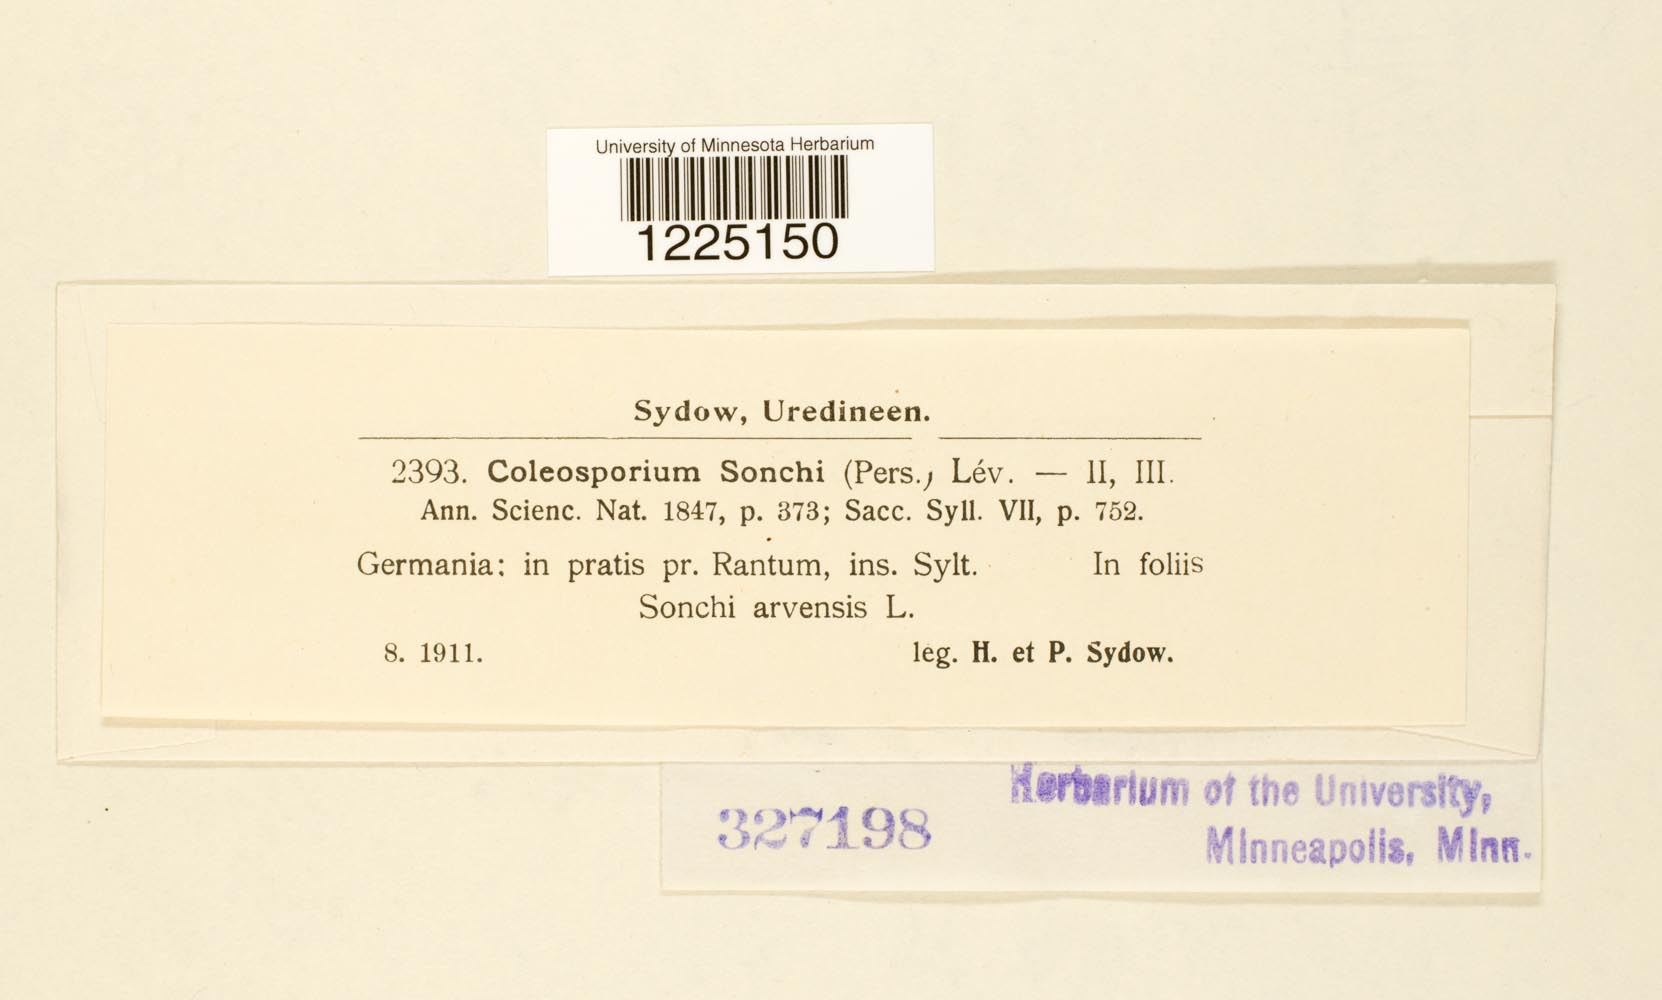 University of Minnesota Herbarium
1225150
Sydow, Uredineen.
2393. Coleosporium Sonchi (Pers.) Lév. — II, III.
Ann. Scienc. Nat. 1847, p. 373; Sacc. Syll. VII, p. 752.
Germania: in pratis pr. Rantum, ins. Sylt. In foliis
Sonchi arvensis L.
8. 1911. leg. H. et P. Sydow.
327198
Herbarium of the University,
Minneapolis, Minn.